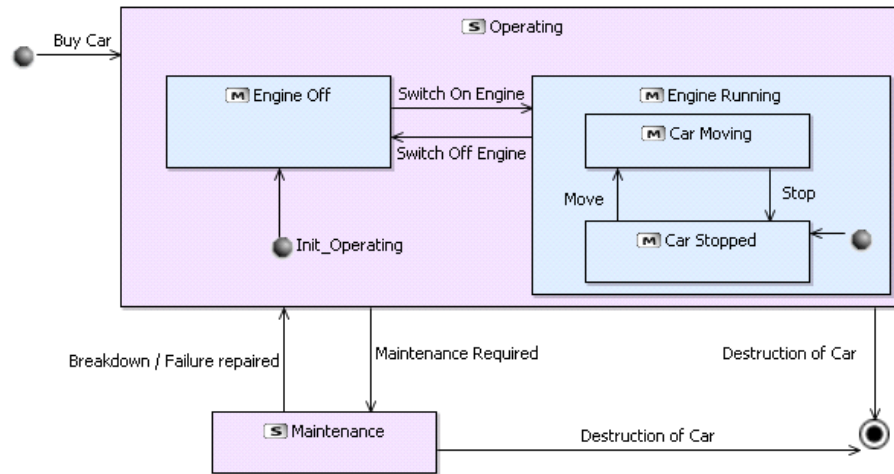 S Operating
Buy Car
M Engine Off
Switch On Engine
M Engine Running
M Car Moving
Switch Off Engine
Move
Stop
Init_Operating
M Car Stopped
Breakdown / Failure repaired
Maintenance Required
Destruction of Car
S Maintenance
Destruction of Car